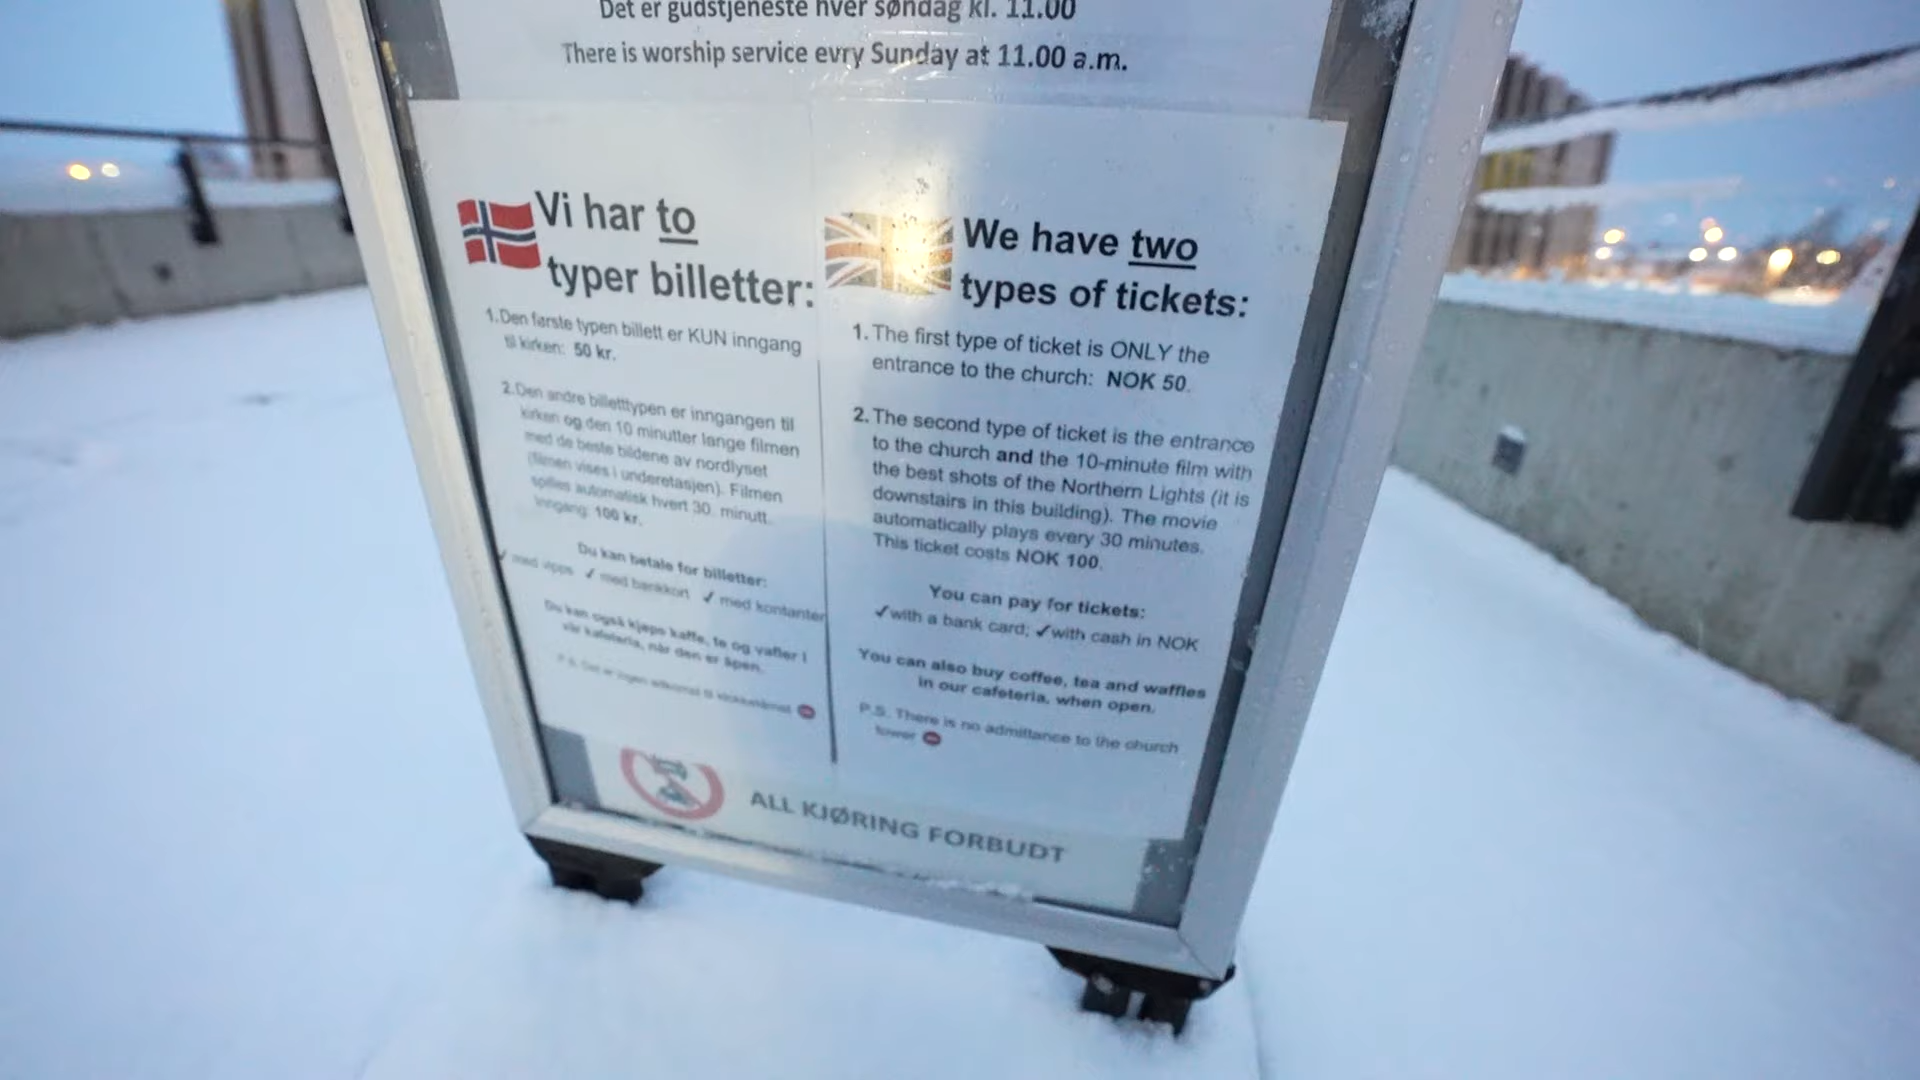 Det er gudstjeneste hver søndag kl. 11.00
There is worship service evry Sunday at 11.00 a.m.
Vi har to
typer billetter:
1. Den første typen billett er KUN inngang
til kirken: 50 kr.
2. Den andre billetttypen er inngangen til
kirken og den 10 minutter lange filmen
med de beste bildene av nordlyset
(filmen vises i underetasjen). Filmen
spilles automatisk hvert 30. minutt.
Inngang: 100 kr.
Du kan betale for billetter:
✓ med vipps ✓ med bankkort ✓ med kontanter
Du kan også kjøpe kaffe, te og vafler i
vår kafeteria, når den er åpen.
P.S. Det er ingen adkomst til klokketårnet
We have two
types of tickets:
1. The first type of ticket is ONLY the
entrance to the church: NOK 50.
2. The second type of ticket is the entrance
to the church and the 10-minute film with
the best shots of the Northern Lights (it is
downstairs in this building). The movie
automatically plays every 30 minutes.
This ticket costs NOK 100.
You can pay for tickets:
✓with a bank card; ✓with cash in NOK
You can also buy coffee, tea and waffles
in our cafeteria, when open.
P.S. There is no admittance to the church
tower
ALL KJØRING FORBUDT